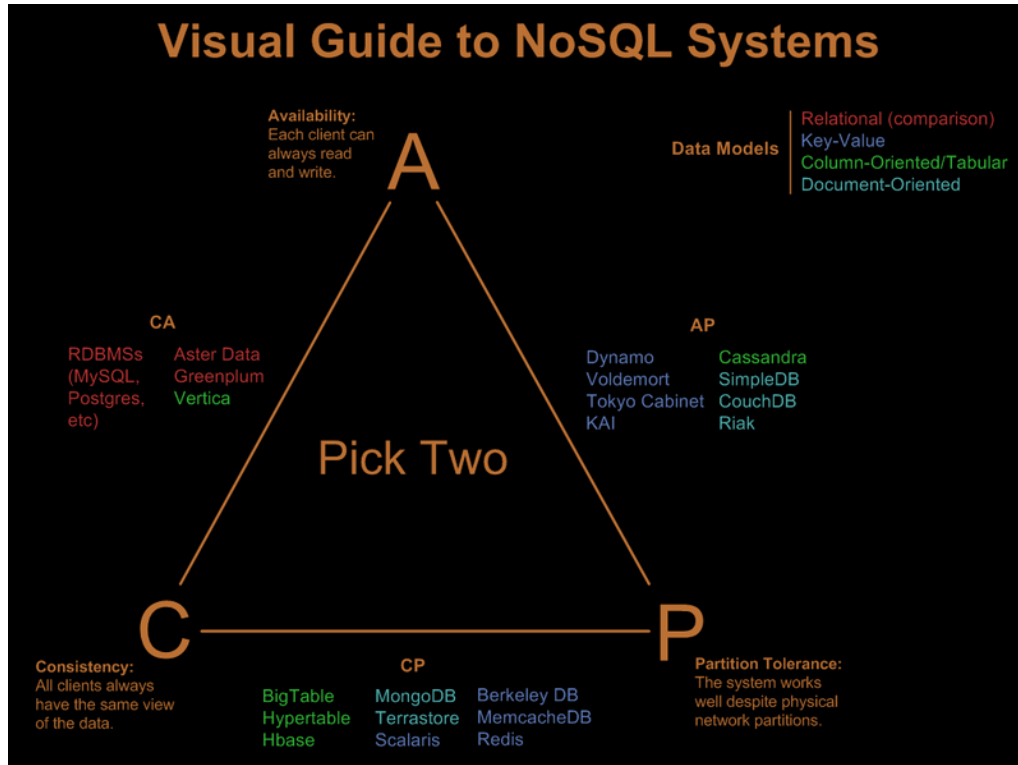 Visual Guide to NoSQL Systems
Availability:
Each client can
always read
and write.
A
Data Models
Relational (comparison)
Key-Value
Column-Oriented/Tabular
Document-Oriented
CA
RDBMSs
(MySQL,
Postgres,
etc)
Aster Data
Greenplum
Vertica
AP
Dynamo
Voldemort
Tokyo Cabinet
KAI
Cassandra
SimpleDB
CouchDB
Riak
Pick Two
C
P
Consistency:
All clients always
have the same view
of the data.
CP
BigTable
Hypertable
Hbase
MongoDB
Terrastore
Scalaris
Berkeley DB
MemcacheDB
Redis
Partition Tolerance:
The system works
well despite physical
network partitions.